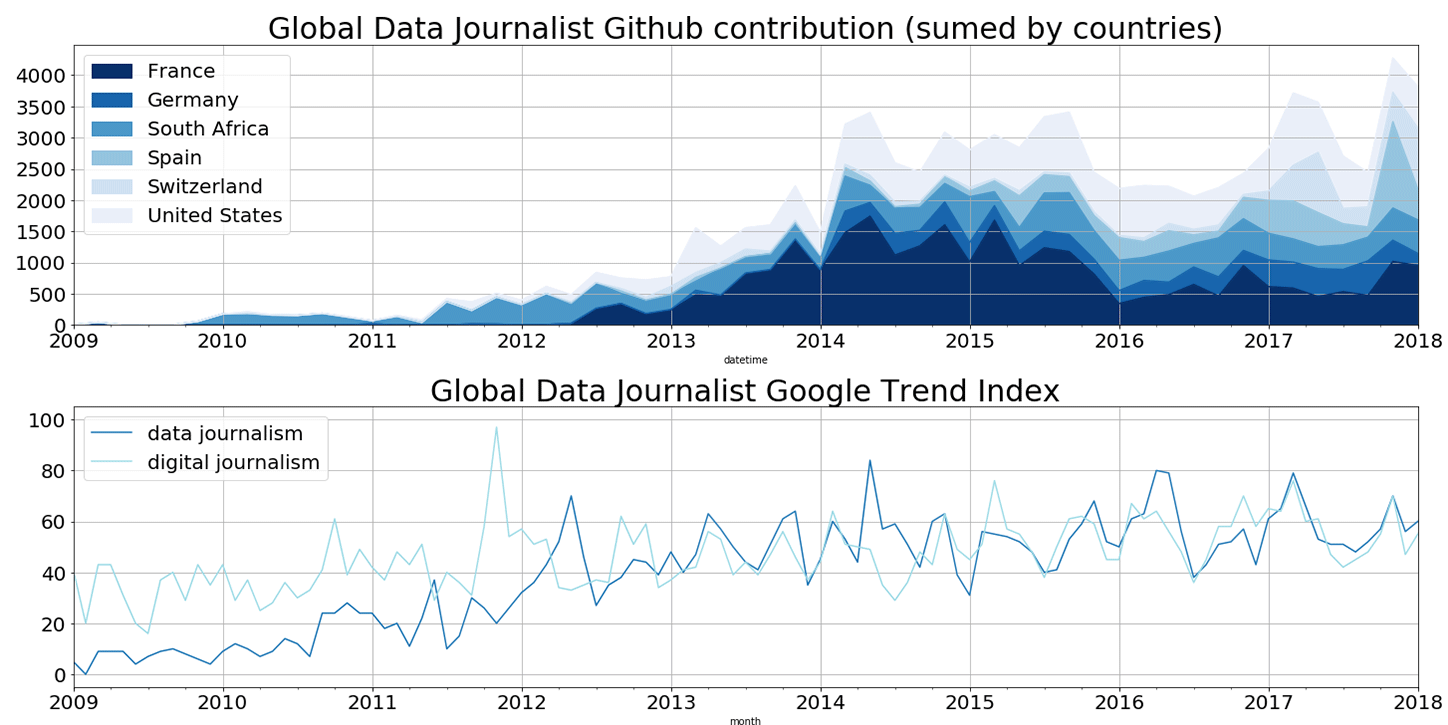 Global Data Journalist Github contribution (sumed by countries)
France
Germany
South Africa
Spain
Switzerland
United States
4000
3500
3000
2500
2000
1500
1000
500
0
2009 2010 2011 2012 2013 2014 2015 2016 2017 2018
datetime
Global Data Journalist Google Trend Index
data journalism
digital journalism
100
80
60
40
20
0
2009 2010 2011 2012 2013 2014 2015 2016 2017 2018
month